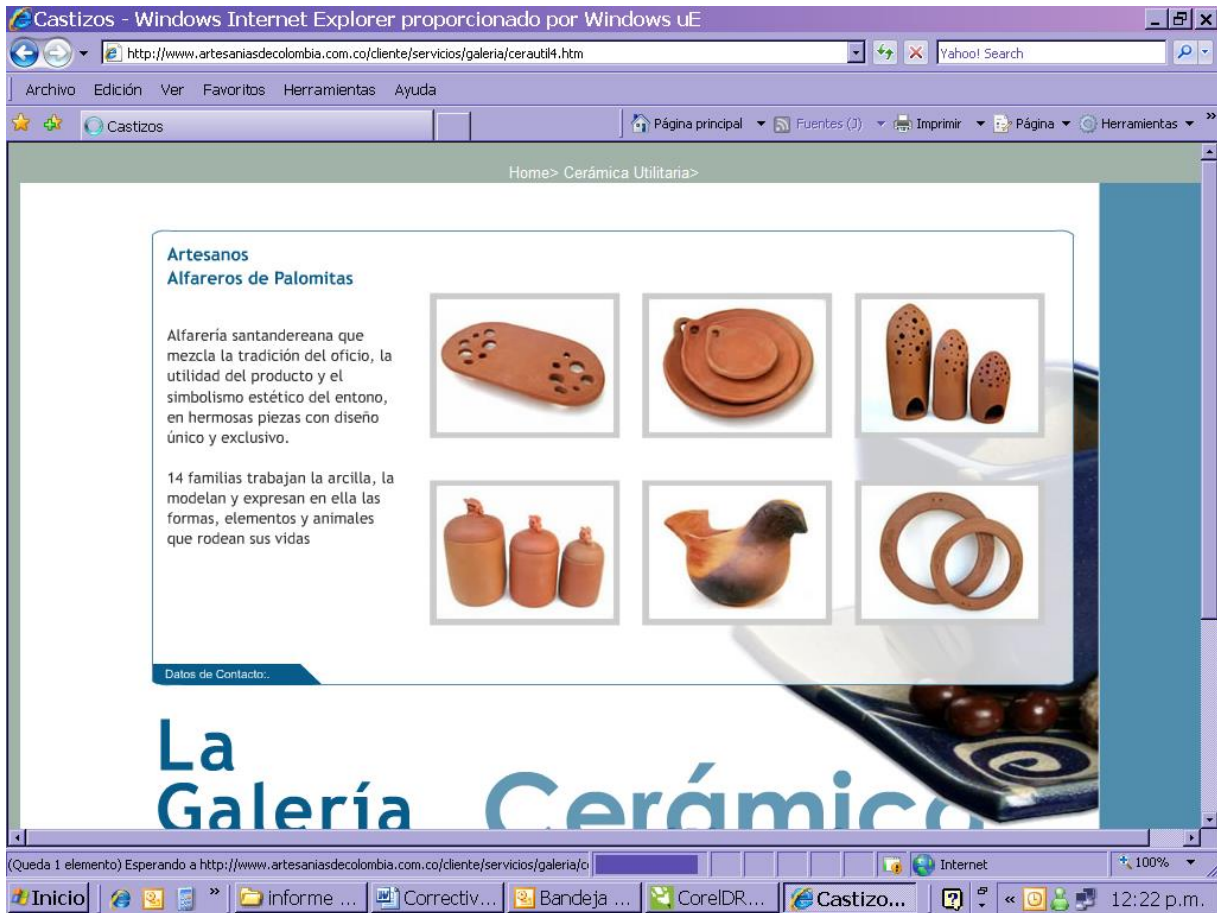 Castizos - Windows Internet Explorer proporcionado por Windows uE
http://www.artesaniasdecolombia.com.co/cliente/servicios/galeria/cerautil4.htm
Yahoo! Search
Archivo Edición Ver Favoritos Herramientas Ayuda
Castizos
Página principal Fuentes (J) Imprimir Página Herramientas »
Home> Cerámica Utilitaria>
Artesanos
Alfareros de Palomitas
Alfarería santandereana que
mezcla la tradición del oficio, la
utilidad del producto y el
simbolismo estético del entono,
en hermosas piezas con diseño
único y exclusivo.
14 familias trabajan la arcilla, la
modelan y expresan en ella las
formas, elementos y animales
que rodean sus vidas
Datos de Contacto:.
La
Galería
Cerámica
(Queda 1 elemento) Esperando a http://www.artesaniasdecolombia.com.co/cliente/servicios/galeria/c
Internet
100%
Inicio » informe ... Correctiv... Bandeja ... CorelDR... Castizo... « 12:22 p.m.